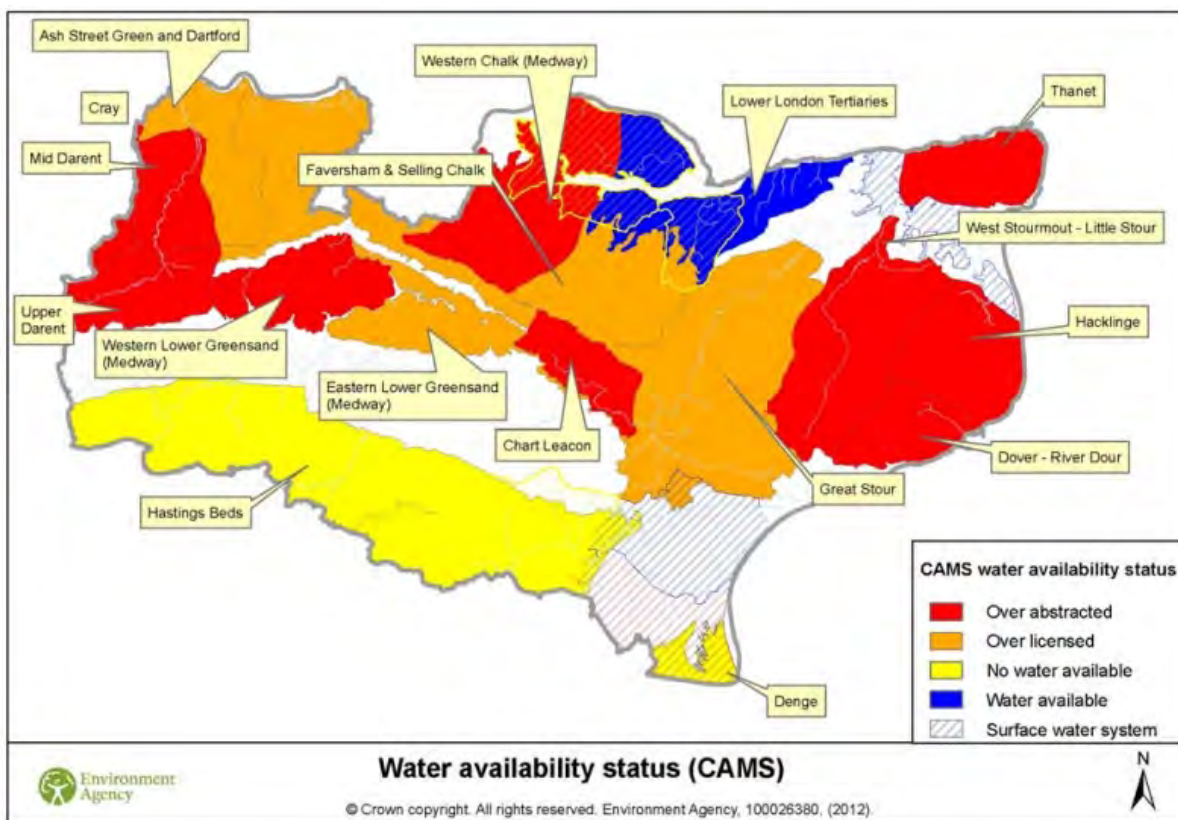 Ash Street Green and Dartford
Western Chalk (Medway)
Thanet
Cray
Lower London Tertiaries
Mid Darent
Faversham & Selling Chalk
West Stourmout - Little Stour
Upper
Darent
Western Lower Greensand
(Medway)
Hacklinge
Eastern Lower Greensand
(Medway)
Chart Leacon
Dover - River Dour
Great Stour
Hastings Beds
Denge
CAMS water availability status
Over abstracted
Over licensed
No water available
Water available
Surface water system
Environment
Agency
Water availability status (CAMS)
© Crown copyright. All rights reserved. Environment Agency, 100026380, (2012).
N